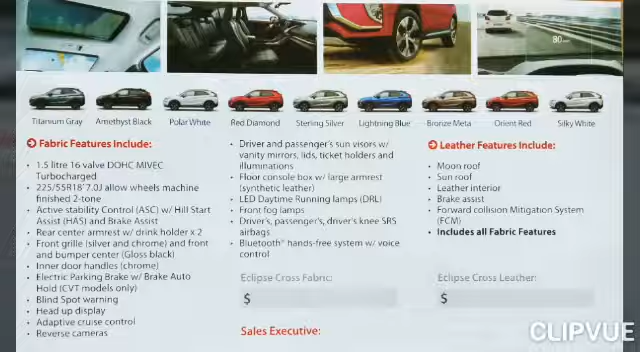 80
Titanium Gray
Amethyst Black
Polar White
Red Diamond
Sterling Silver
Lightning Blue
Bronze Meta
Orient Red
Silky White
Fabric Features Include:
• 1.5 litre 16 valve DOHC MIVEC
Turbocharged
• 225/55R18"7.0J allow wheels machine
finished 2-tone
• Active stability Control (ASC) w/ Hill Start
Assist (HAS) and Brake Assist
• Rear center armrest w/ drink holder x 2
• Front grille (silver and chrome) and front
and bumper center (Gloss black)
• Inner door handles (chrome)
• Electric Parking Brake w/ Brake Auto
Hold (CVT models only)
• Blind Spot warning
• Head up display
• Adaptive cruise control
• Reverse cameras
• Driver and passenger's sun visors w/
vanity mirrors, lids, ticket holders and
illuminations
• Floor console box w/ large armrest
(synthetic leather)
• LED Daytime Running lamps (DRL)
• Front fog lamps
• Driver's, passenger's, driver's knee SRS
airbags
• Bluetooth® hands-free system w/ voice
control
Eclipse Cross Fabric:
$
Sales Executive:
Leather Features Include:
• Moon roof
• Sun roof
• Leather interior
• Brake assist
• Forward collision Mitigation System
(FCM)
• Includes all Fabric Features
Eclipse Cross Leather:
$
CLIPVUE